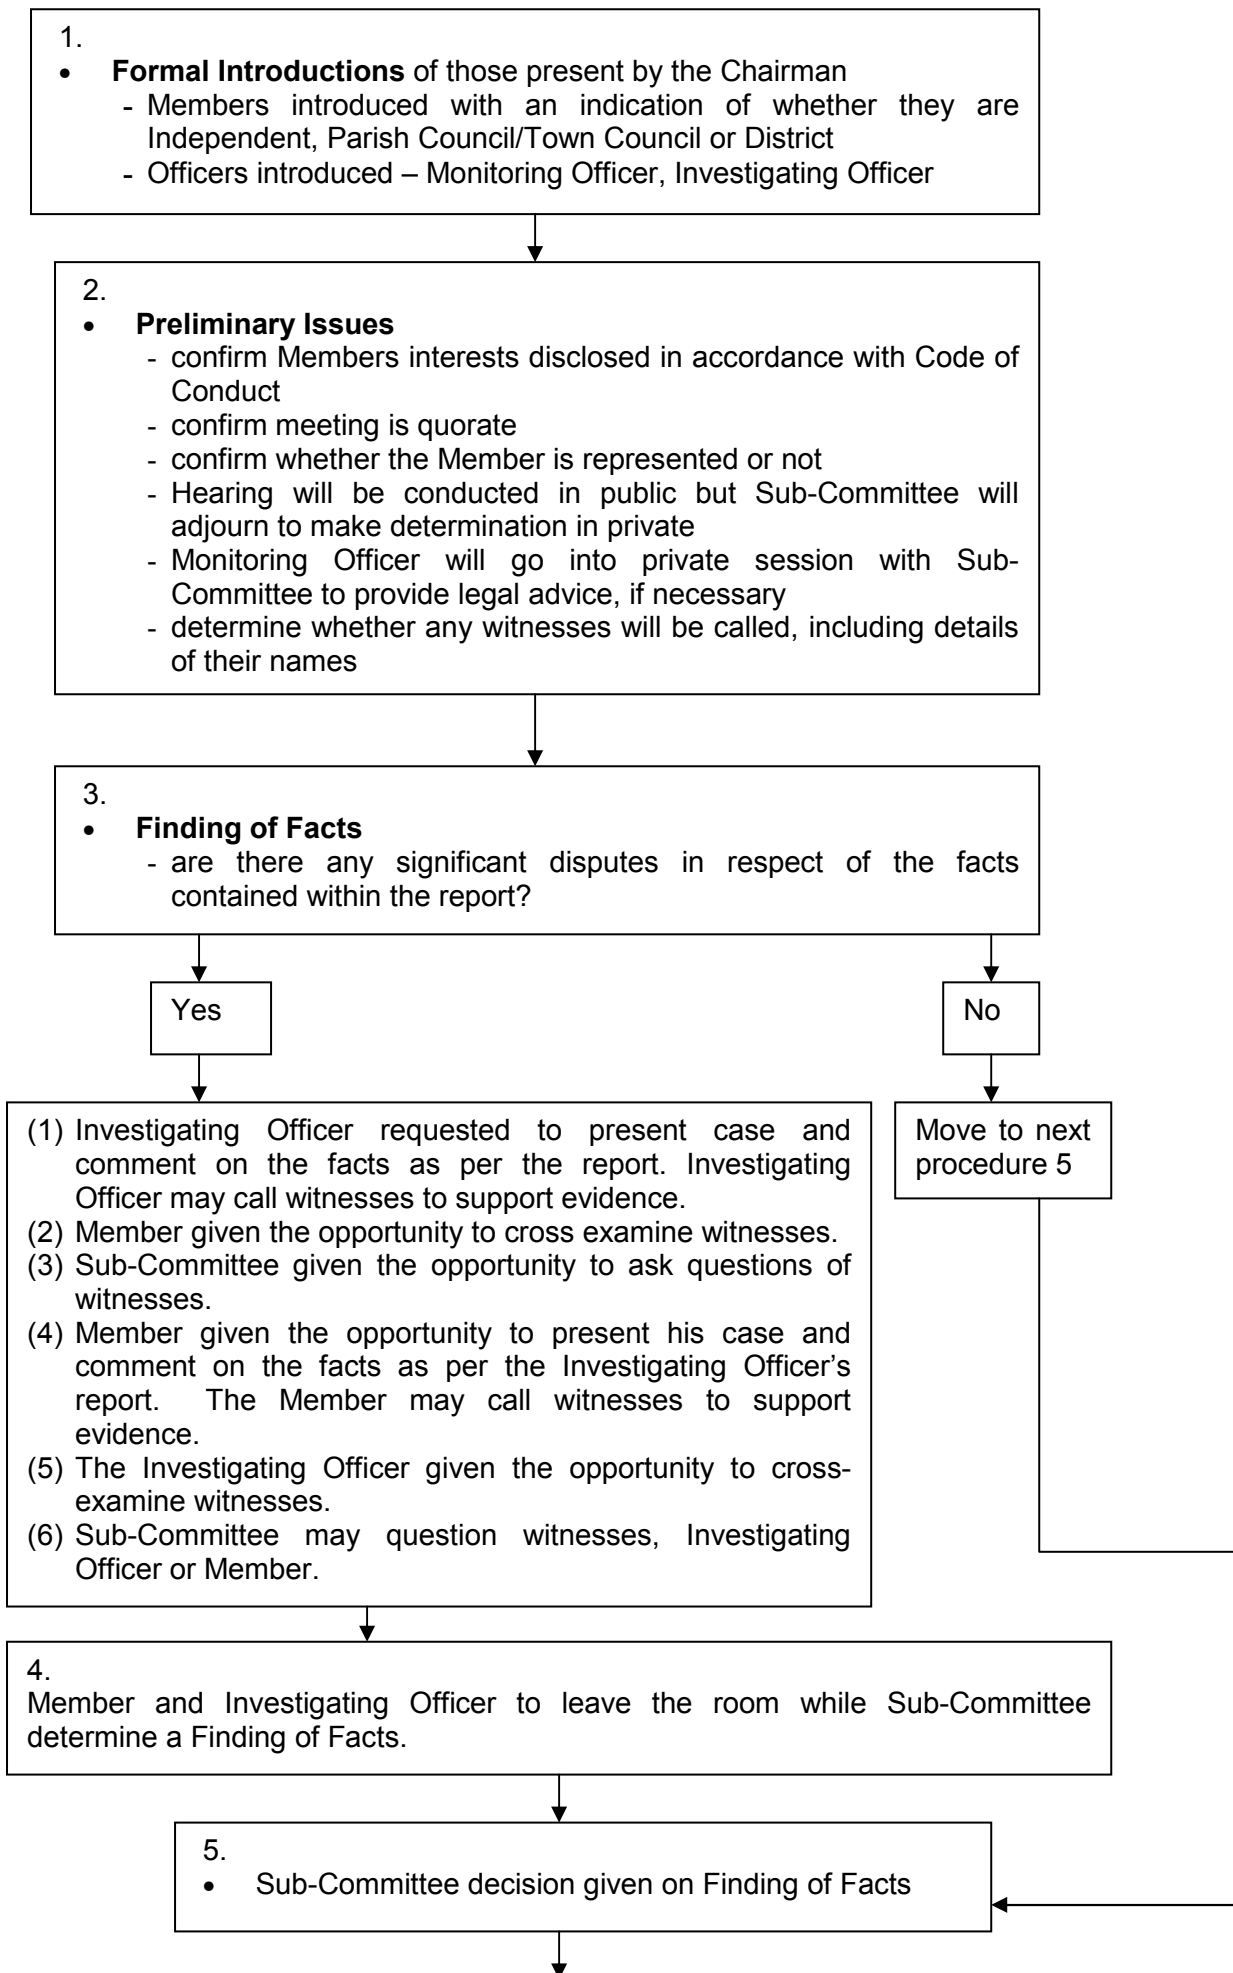 1.
• Formal Introductions of those present by the Chairman
- Members introduced with an indication of whether they are
Independent, Parish Council/Town Council or District
- Officers introduced – Monitoring Officer, Investigating Officer
2.
• Preliminary Issues
- confirm Members interests disclosed in accordance with Code of
Conduct
- confirm meeting is quorate
- confirm whether the Member is represented or not
- Hearing will be conducted in public but Sub-Committee will
adjourn to make determination in private
- Monitoring Officer will go into private session with Sub-
Committee to provide legal advice, if necessary
- determine whether any witnesses will be called, including details
of their names
3.
• Finding of Facts
- are there any significant disputes in respect of the facts
contained within the report?
Yes
No
(1) Investigating Officer requested to present case and
comment on the facts as per the report. Investigating
Officer may call witnesses to support evidence.
(2) Member given the opportunity to cross examine witnesses.
(3) Sub-Committee given the opportunity to ask questions of
witnesses.
(4) Member given the opportunity to present his case and
comment on the facts as per the Investigating Officer’s
report. The Member may call witnesses to support
evidence.
(5) The Investigating Officer given the opportunity to cross-
examine witnesses.
(6) Sub-Committee may question witnesses, Investigating
Officer or Member.
Move to next
procedure 5
4.
Member and Investigating Officer to leave the room while Sub-Committee
determine a Finding of Facts.
5.
• Sub-Committee decision given on Finding of Facts